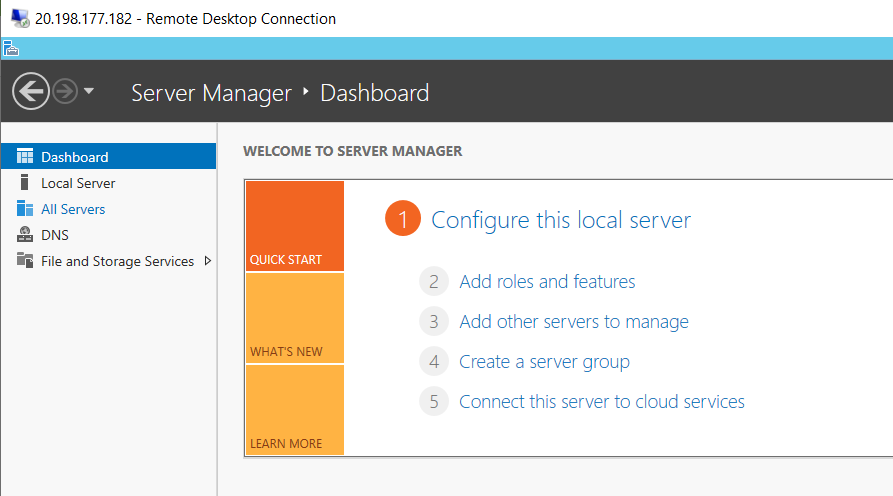 20.198.177.182 - Remote Desktop Connection
Server Manager ‣ Dashboard
Dashboard
Local Server
All Servers
DNS
File and Storage Services
WELCOME TO SERVER MANAGER
QUICK START
WHAT'S NEW
LEARN MORE
1 Configure this local server
2 Add roles and features
3 Add other servers to manage
4 Create a server group
5 Connect this server to cloud services